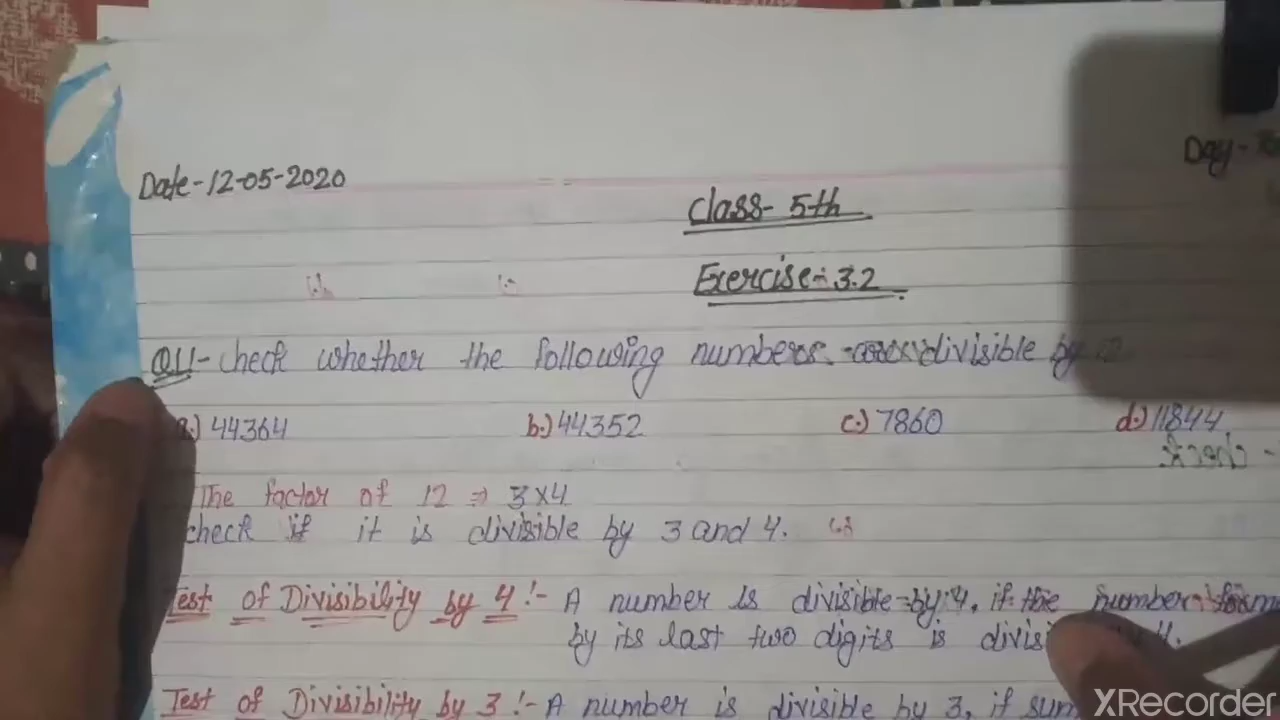 Date-12-05-2020
Day-
Class- 5th
Exercise-3.2
Q1- Check whether the following numbers divisible by 12
a.) 44364 b.) 44352 c.) 7860 d.) 11844
The factor of 12 ⇒ 3×4
check if it is divisible by 3 and 4.
Test of Divisibility by 4 :- A number is divisible by 4, if the number
by its last two digits is
Test of Divisibility by 3 :- A number is divisible by 3, if sum
XRecorder